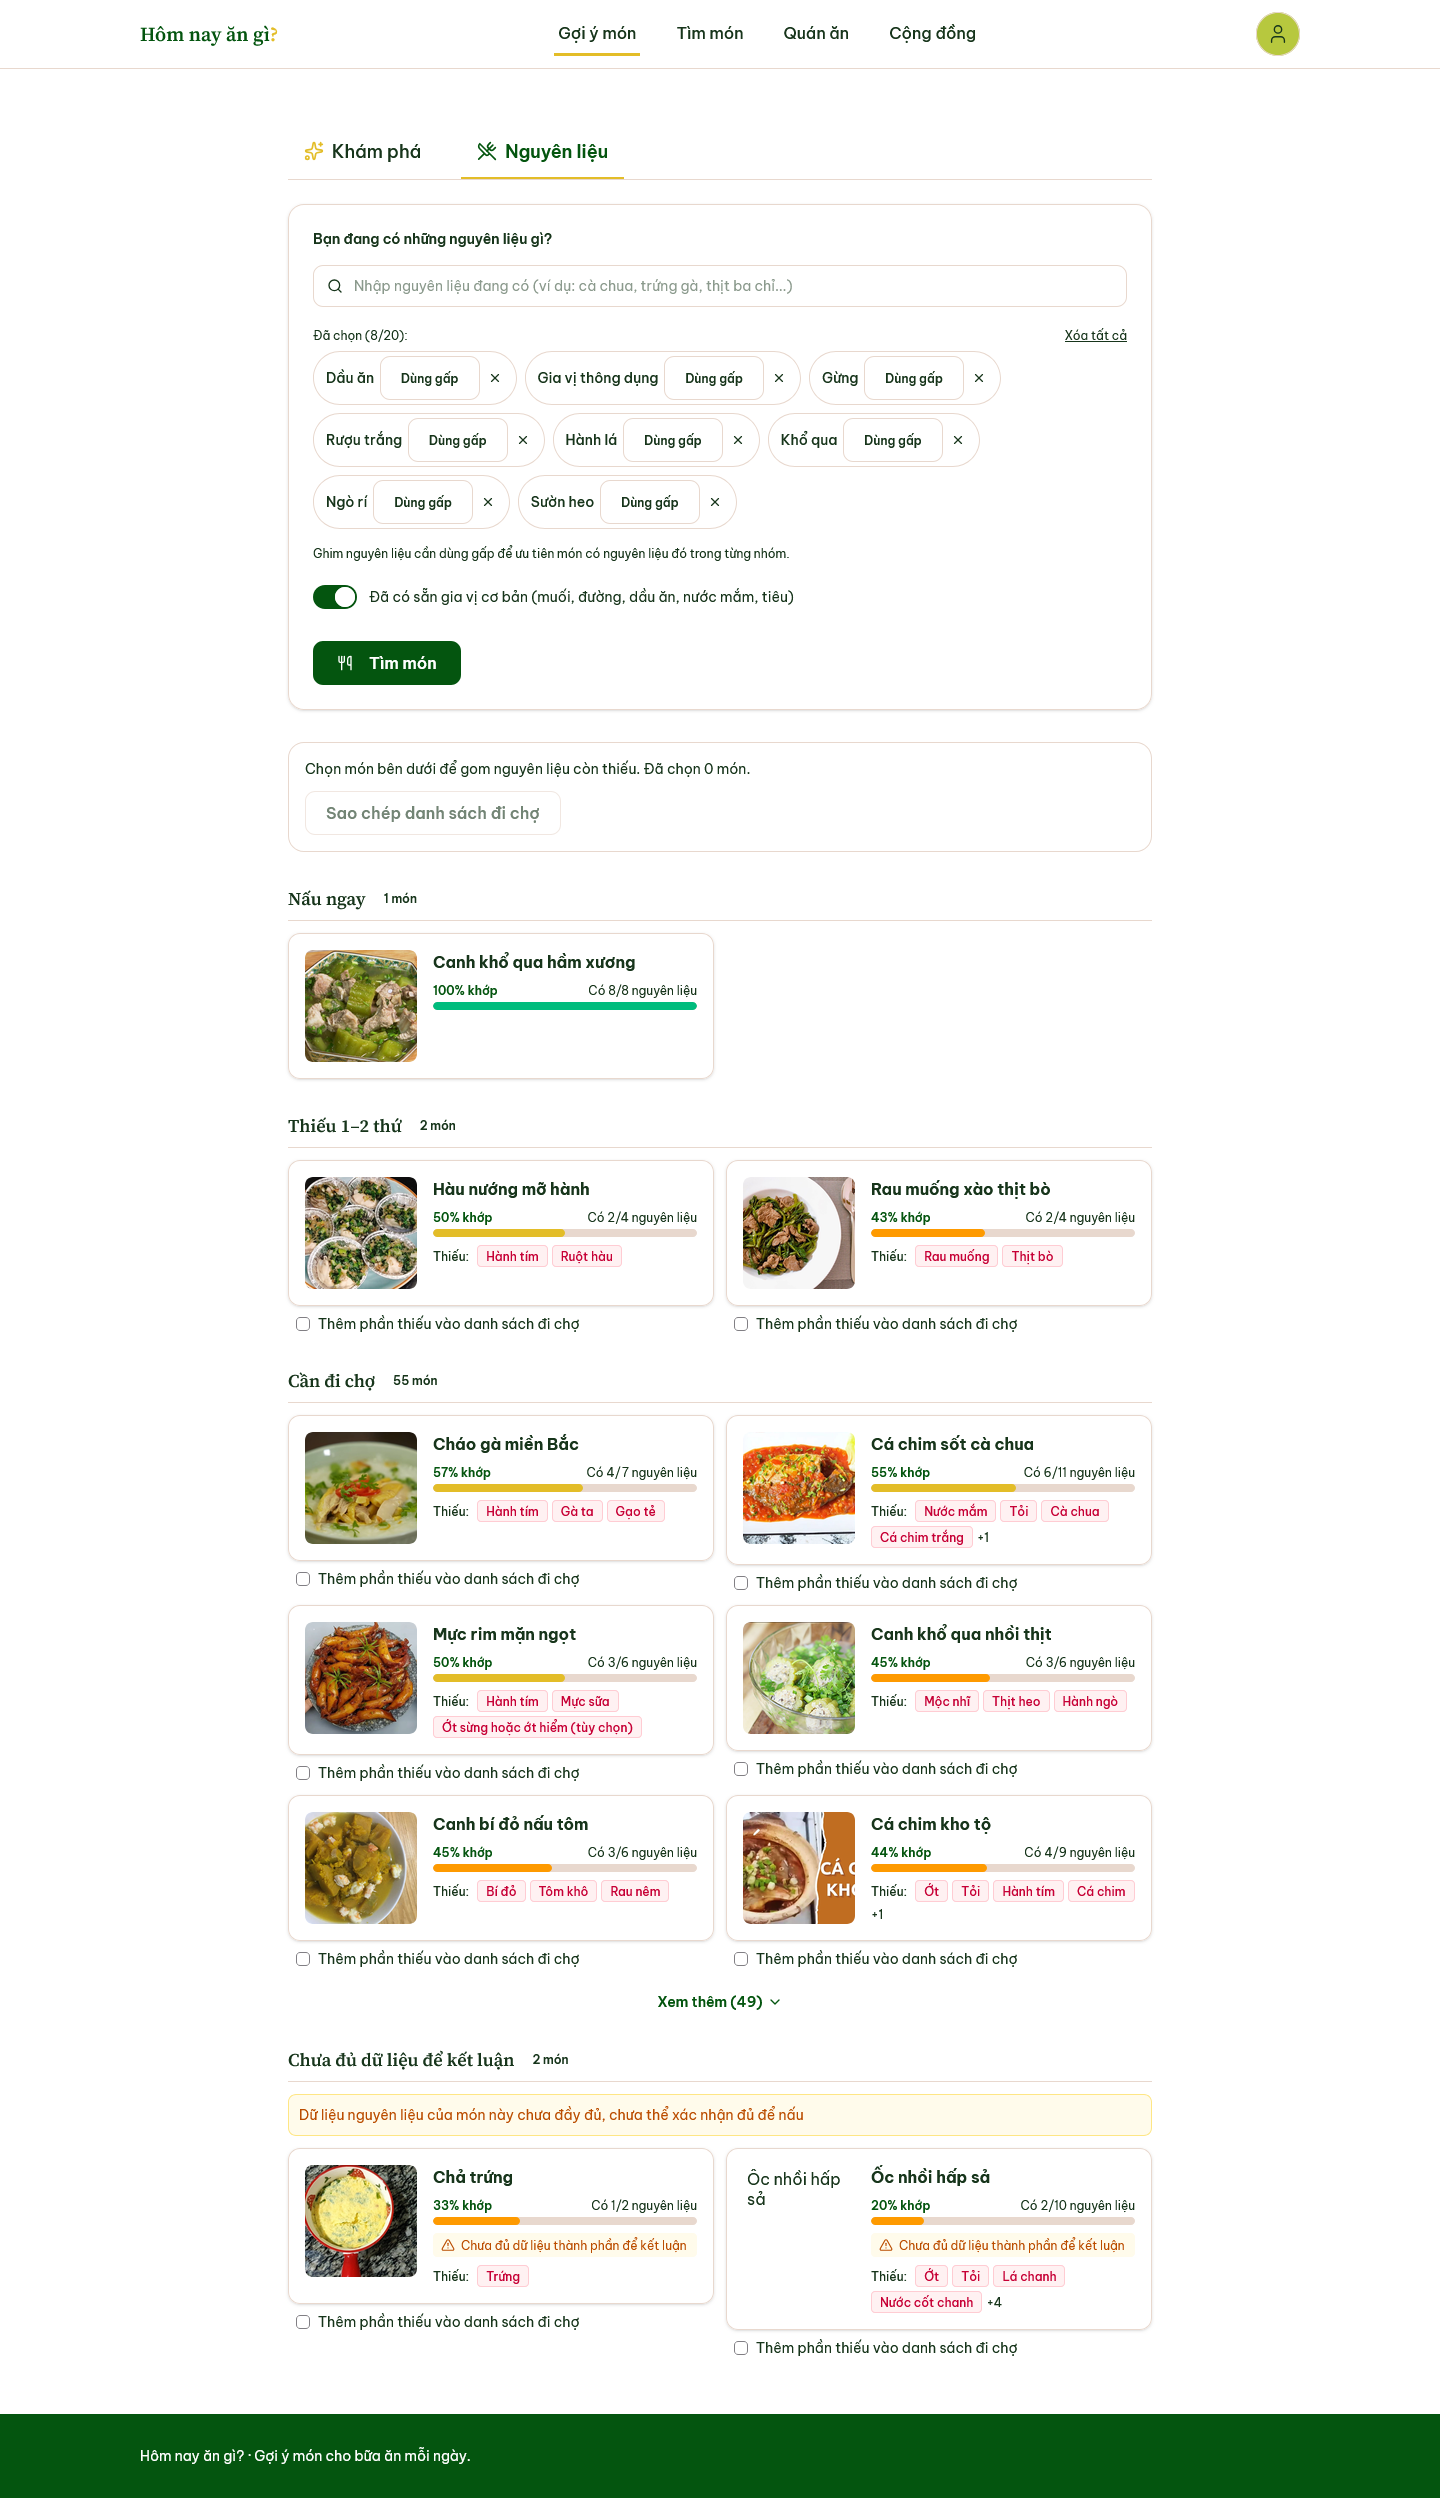 Hôm nay ăn gì?
Gợi ý món
Tìm món
Quán ăn
Cộng đồng
Khám phá
Nguyên liệu
Bạn đang có những nguyên liệu gì?
Nhập nguyên liệu đang có (ví dụ: cà chua, trứng gà, thịt ba chỉ...)
Đã chọn (8/20):
Xóa tất cả
Dầu ăn Dùng gấp ×
Gia vị thông dụng Dùng gấp ×
Gừng Dùng gấp ×
Rượu trắng Dùng gấp ×
Hành lá Dùng gấp ×
Khổ qua Dùng gấp ×
Ngò rí Dùng gấp ×
Sườn heo Dùng gấp ×
Ghim nguyên liệu cần dùng gấp để ưu tiên món có nguyên liệu đó trong từng nhóm.
Đã có sẵn gia vị cơ bản (muối, đường, dầu ăn, nước mắm, tiêu)
Tìm món
Chọn món bên dưới để gom nguyên liệu còn thiếu. Đã chọn 0 món.
Sao chép danh sách đi chợ
Nấu ngay 1 món
Canh khổ qua hầm xương
100% khớp Có 8/8 nguyên liệu
Thiếu 1–2 thứ 2 món
Hàu nướng mỡ hành
50% khớp Có 2/4 nguyên liệu
Thiếu: Hành tím Ruột hàu
Thêm phần thiếu vào danh sách đi chợ
Rau muống xào thịt bò
43% khớp Có 2/4 nguyên liệu
Thiếu: Rau muống Thịt bò
Thêm phần thiếu vào danh sách đi chợ
Cần đi chợ 55 món
Cháo gà miền Bắc
57% khớp Có 4/7 nguyên liệu
Thiếu: Hành tím Gà ta Gạo tẻ
Thêm phần thiếu vào danh sách đi chợ
Cá chim sốt cà chua
55% khớp Có 6/11 nguyên liệu
Thiếu: Nước mắm Tỏi Cà chua
Cá chim trắng +1
Thêm phần thiếu vào danh sách đi chợ
Mực rim mặn ngọt
50% khớp Có 3/6 nguyên liệu
Thiếu: Hành tím Mực sữa
Ớt sừng hoặc ớt hiểm (tùy chọn)
Thêm phần thiếu vào danh sách đi chợ
Canh khổ qua nhồi thịt
45% khớp Có 3/6 nguyên liệu
Thiếu: Mộc nhĩ Thịt heo Hành ngò
Thêm phần thiếu vào danh sách đi chợ
Canh bí đỏ nấu tôm
45% khớp Có 3/6 nguyên liệu
Thiếu: Bí đỏ Tôm khô Rau nêm
Thêm phần thiếu vào danh sách đi chợ
CÁ C
KHO
Cá chim kho tộ
44% khớp Có 4/9 nguyên liệu
Thiếu: Ớt Tỏi Hành tím Cá chim
+1
Thêm phần thiếu vào danh sách đi chợ
Xem thêm (49)
Chưa đủ dữ liệu để kết luận 2 món
Dữ liệu nguyên liệu của món này chưa đầy đủ, chưa thể xác nhận đủ để nấu
Chả trứng
33% khớp Có 1/2 nguyên liệu
Chưa đủ dữ liệu thành phần để kết luận
Thiếu: Trứng
Thêm phần thiếu vào danh sách đi chợ
Ốc nhồi hấp
sả
Ốc nhồi hấp sả
20% khớp Có 2/10 nguyên liệu
Chưa đủ dữ liệu thành phần để kết luận
Thiếu: Ớt Tỏi Lá chanh
Nước cốt chanh +4
Thêm phần thiếu vào danh sách đi chợ
Hôm nay ăn gì? · Gợi ý món cho bữa ăn mỗi ngày.